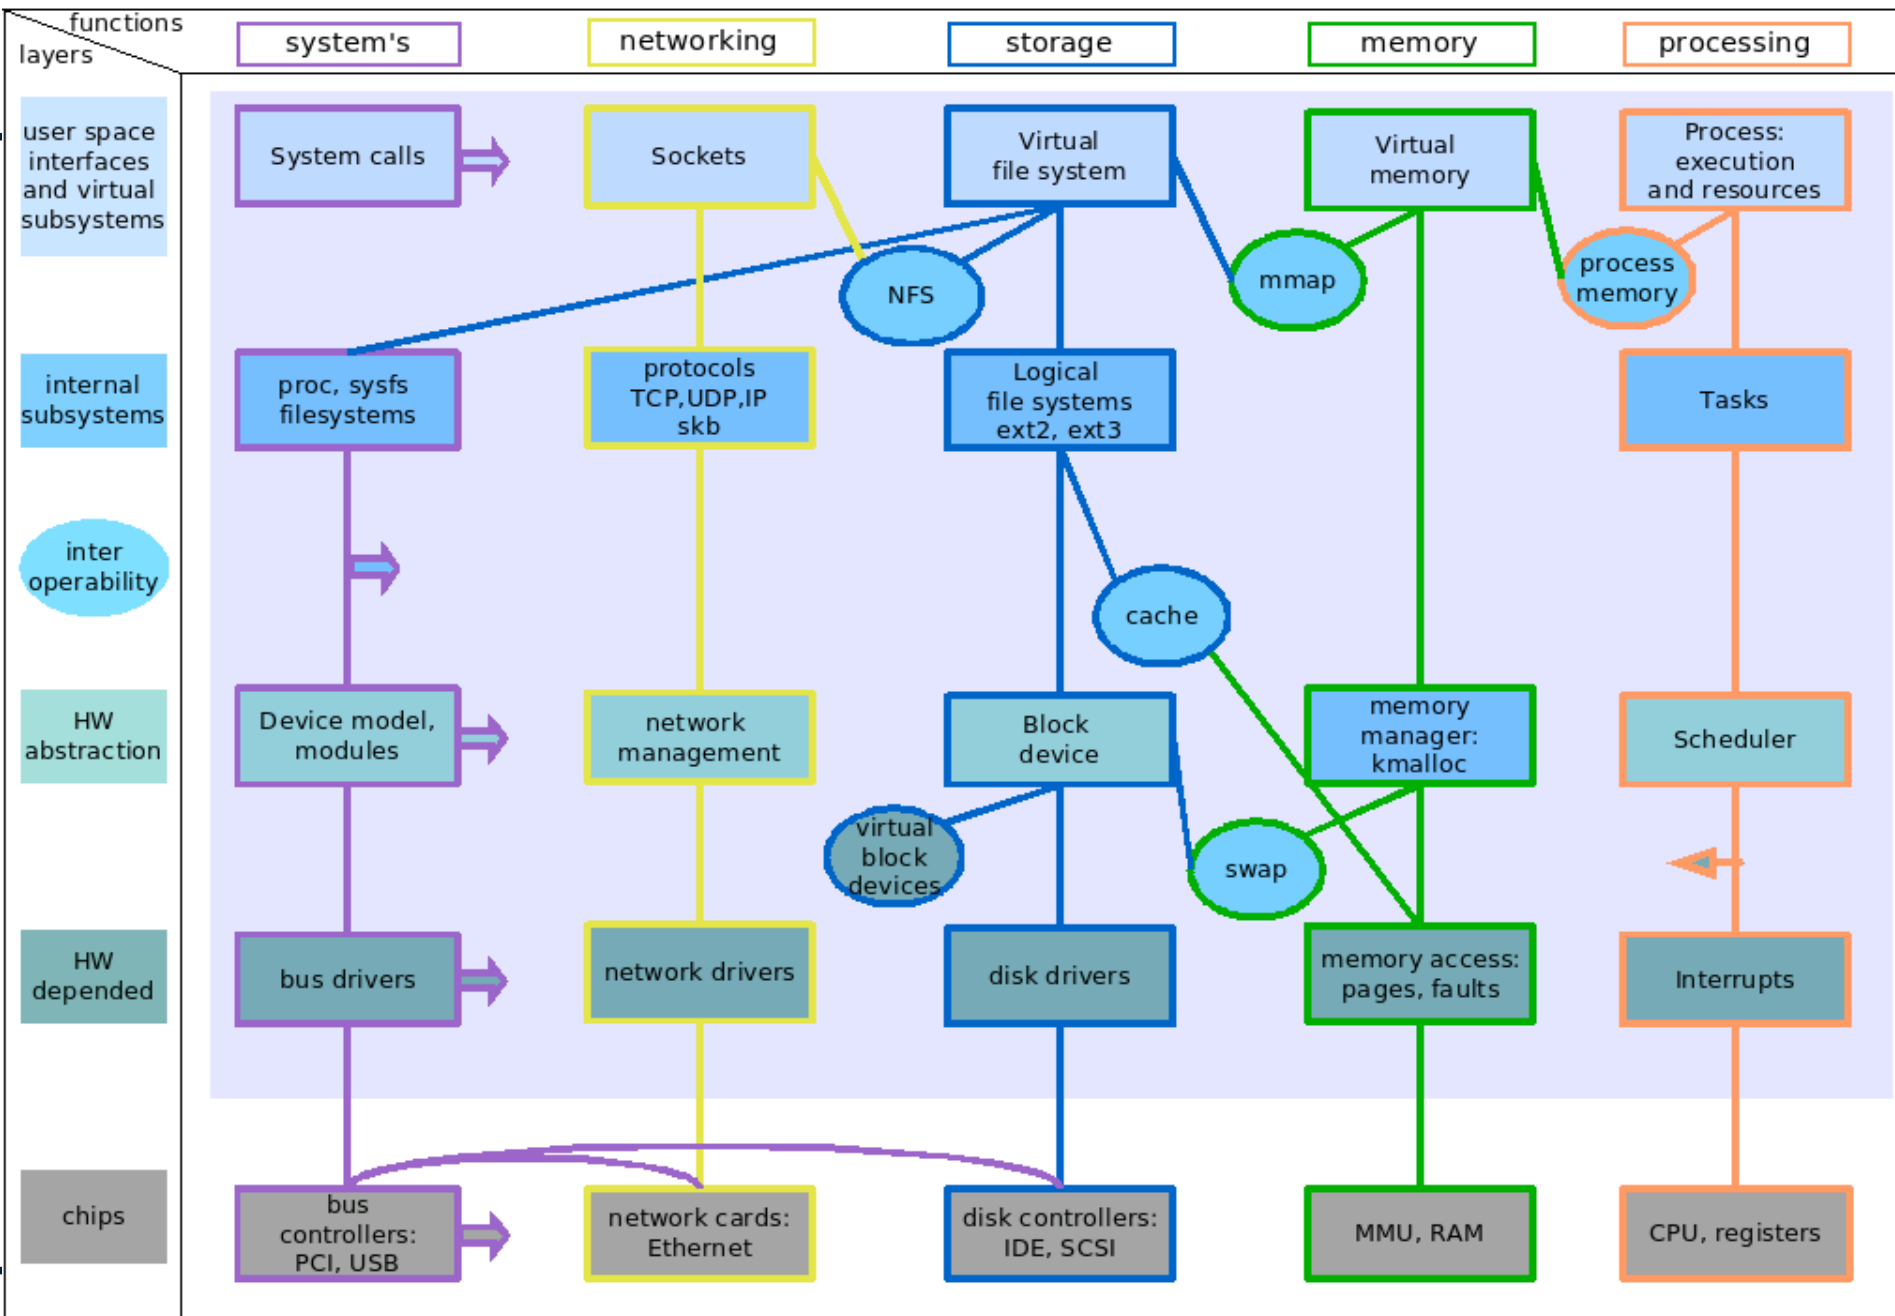 functions
layers
system's
networking
storage
memory
processing
user space
interfaces
and virtual
subsystems
System calls
Sockets
Virtual
file system
Virtual
memory
Process:
execution
and resources
NFS
mmap
process
memory
internal
subsystems
proc, sysfs
filesystems
protocols
TCP,UDP,IP
skb
Logical
file systems
ext2, ext3
Tasks
inter
operability
cache
HW
abstraction
Device model,
modules
network
management
Block
device
memory
manager:
kmalloc
Scheduler
virtual
block
devices
swap
HW
depended
bus drivers
network drivers
disk drivers
memory access:
pages, faults
Interrupts
chips
bus
controllers:
PCI, USB
network cards:
Ethernet
disk controllers:
IDE, SCSI
MMU, RAM
CPU, registers